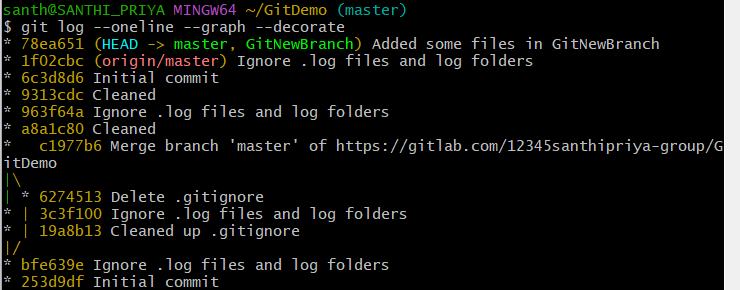 santh@SANTHI_PRIYA MINGW64 ~/GitDemo (master)
$ git log --oneline --graph --decorate
* 78ea651 (HEAD -> master, GitNewBranch) Added some files in GitNewBranch
* 1f02cbc (origin/master) Ignore .log files and log folders
* 6c3d8d6 Initial commit
* 9313cdc Cleaned
* 963f64a Ignore .log files and log folders
* a8a1c80 Cleaned
*   c1977b6 Merge branch 'master' of https://gitlab.com/12345santhipriya-group/G
itDemo
|\
| * 6274513 Delete .gitignore
* | 3c3f100 Ignore .log files and log folders
* | 19a8b13 Cleaned up .gitignore
|/
* bfe639e Ignore .log files and log folders
* 253d9df Initial commit